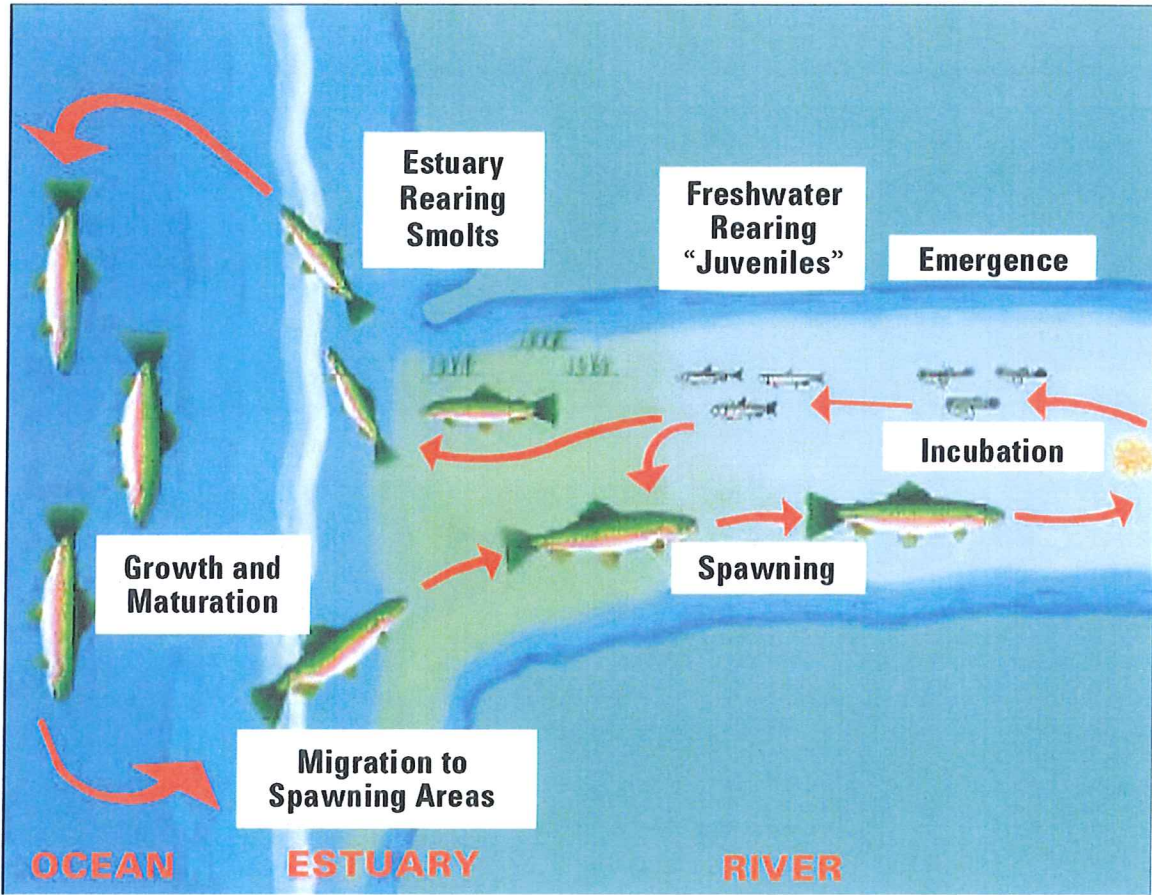 Estuary
Rearing
Smolts
Freshwater
Rearing
“Juveniles”
Emergence
Incubation
Growth and
Maturation
Spawning
Migration to
Spawning Areas
OCEAN
ESTUARY
RIVER